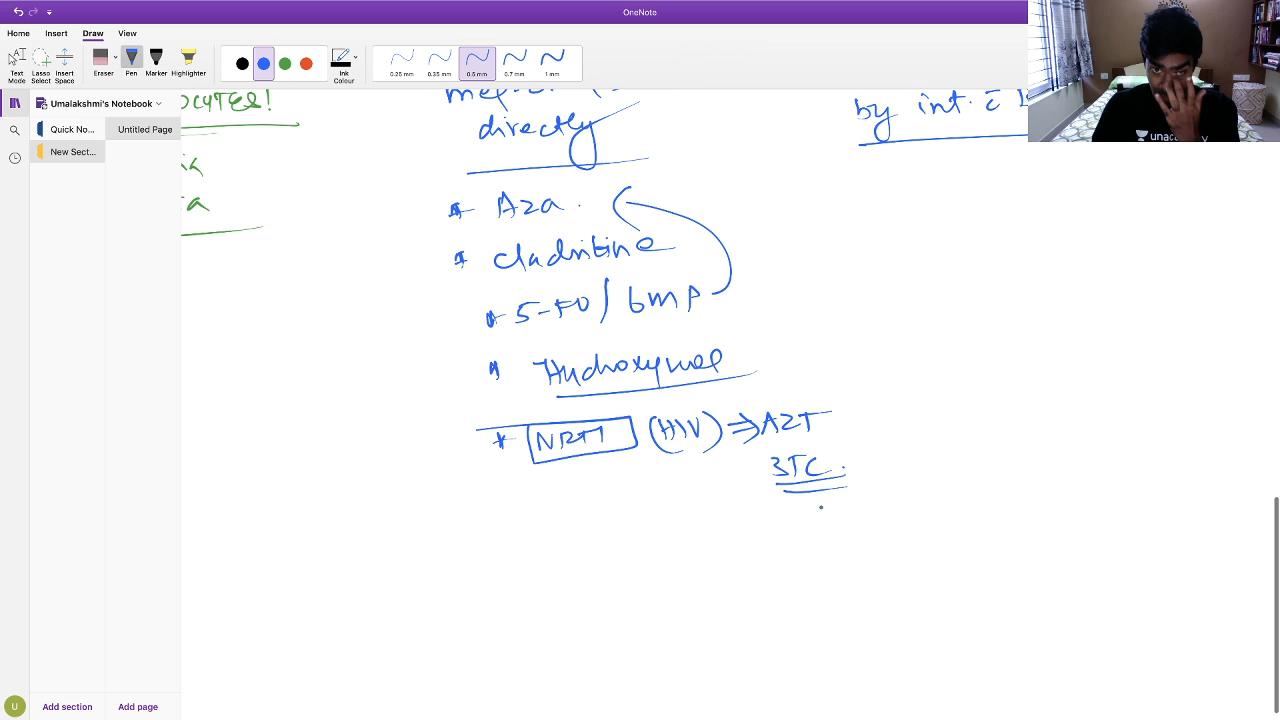 OneNote
Home Insert Draw View
Text Mode Lasso Select Insert Space Eraser Pen Marker Highlighter Ink Colour 0.25 mm 0.35 mm 0.5 mm 0.7 mm 1 mm
Umalakshmi's Notebook
Quick No... Untitled Page
New Sect...
directly
by int. c̄
* Aza.
* Cladribine
* 5-FU / 6mp
* Hydroxyurea
* NRTI (HIV) ⇒ AZT
3TC.
unac
U Add section Add page